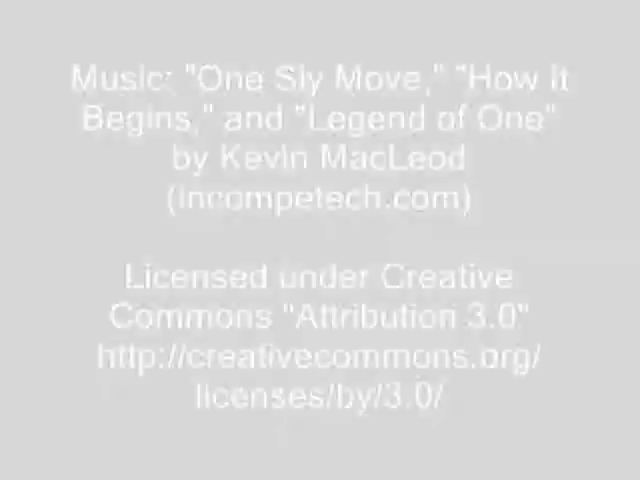 Music: "One Sly Move," "How it
Begins," and "Legend of One"
by Kevin MacLeod
(incompetech.com)
Licensed under Creative
Commons "Attribution 3.0"
http://creativecommons.org/
licenses/by/3.0/